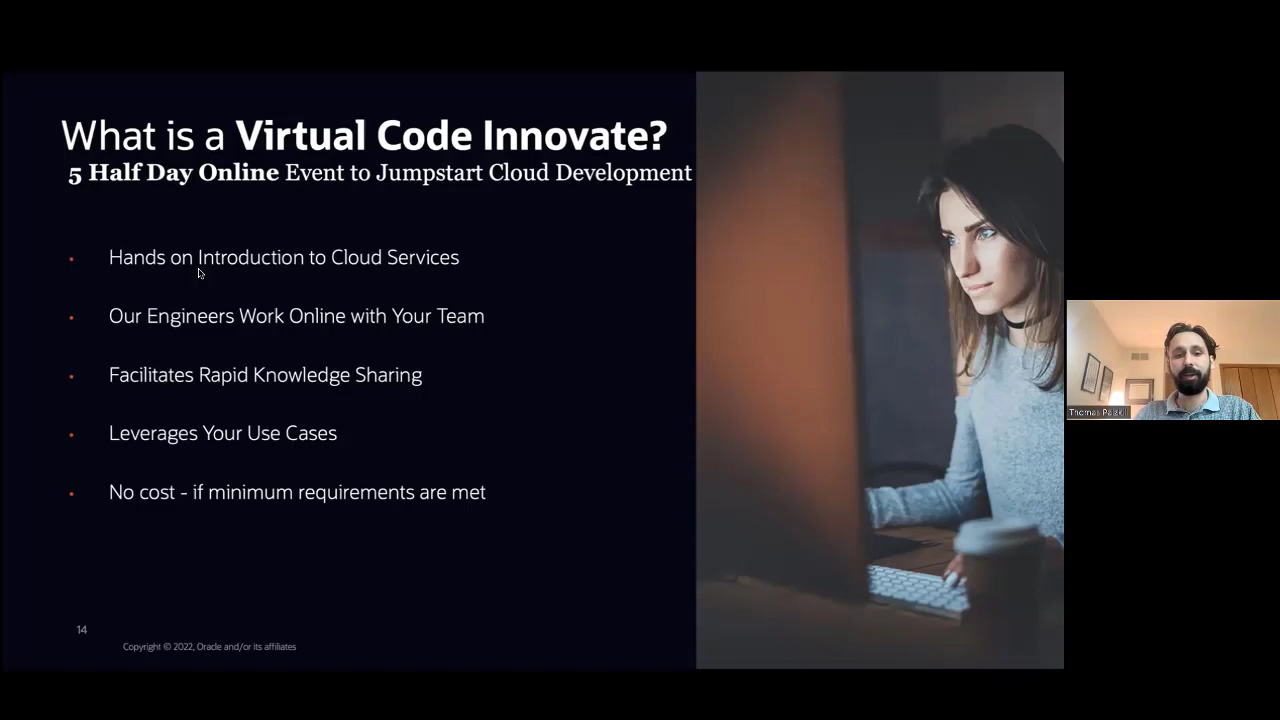 What is a Virtual Code Innovate?
5 Half Day Online Event to Jumpstart Cloud Development
• Hands on Introduction to Cloud Services
• Our Engineers Work Online with Your Team
• Facilitates Rapid Knowledge Sharing
• Leverages Your Use Cases
• No cost - if minimum requirements are met
Thomas
14
Copyright © 2022, Oracle and/or its affiliates